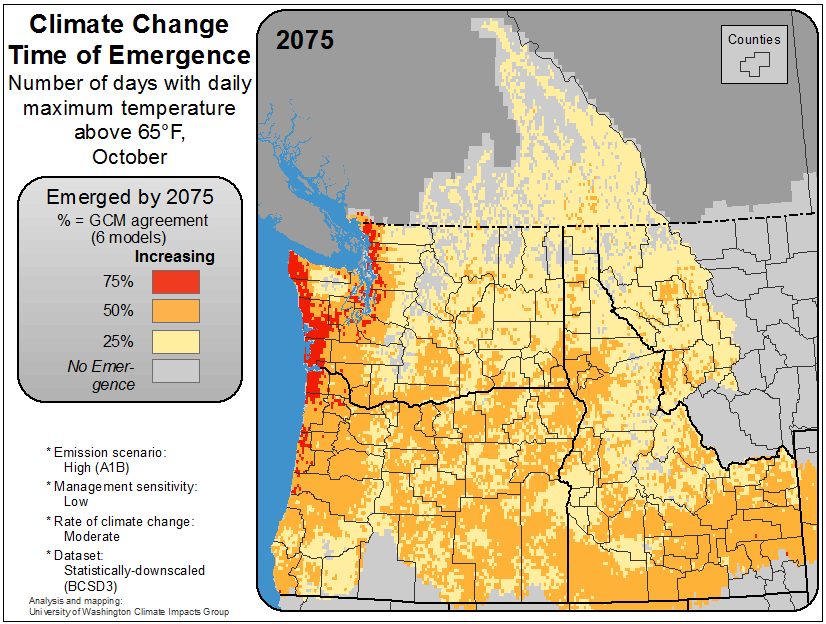 Climate Change
Time of Emergence
Number of days with daily
maximum temperature
above 65°F,
October
Emerged by 2075
% = GCM agreement
(6 models)
Increasing
75%
50%
25%
No Emer-
gence
* Emission scenario:
High (A1B)
* Management sensitivity:
Low
* Rate of climate change:
Moderate
* Dataset:
Statistically-downscaled
(BCSD3)
Analysis and mapping:
University of Washington Climate Impacts Group
2075
Counties